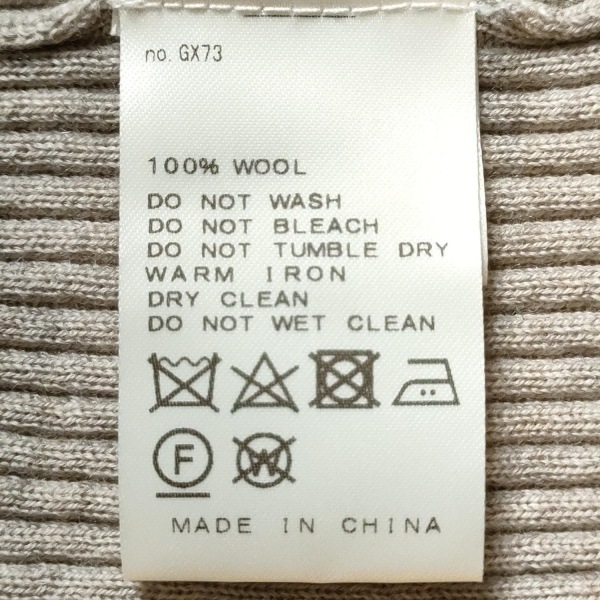 no. GX73
100% WOOL
DO NOT WASH
DO NOT BLEACH
DO NOT TUMBLE DRY
WARM IRON
DRY CLEAN
DO NOT WET CLEAN
F W
MADE IN CHINA